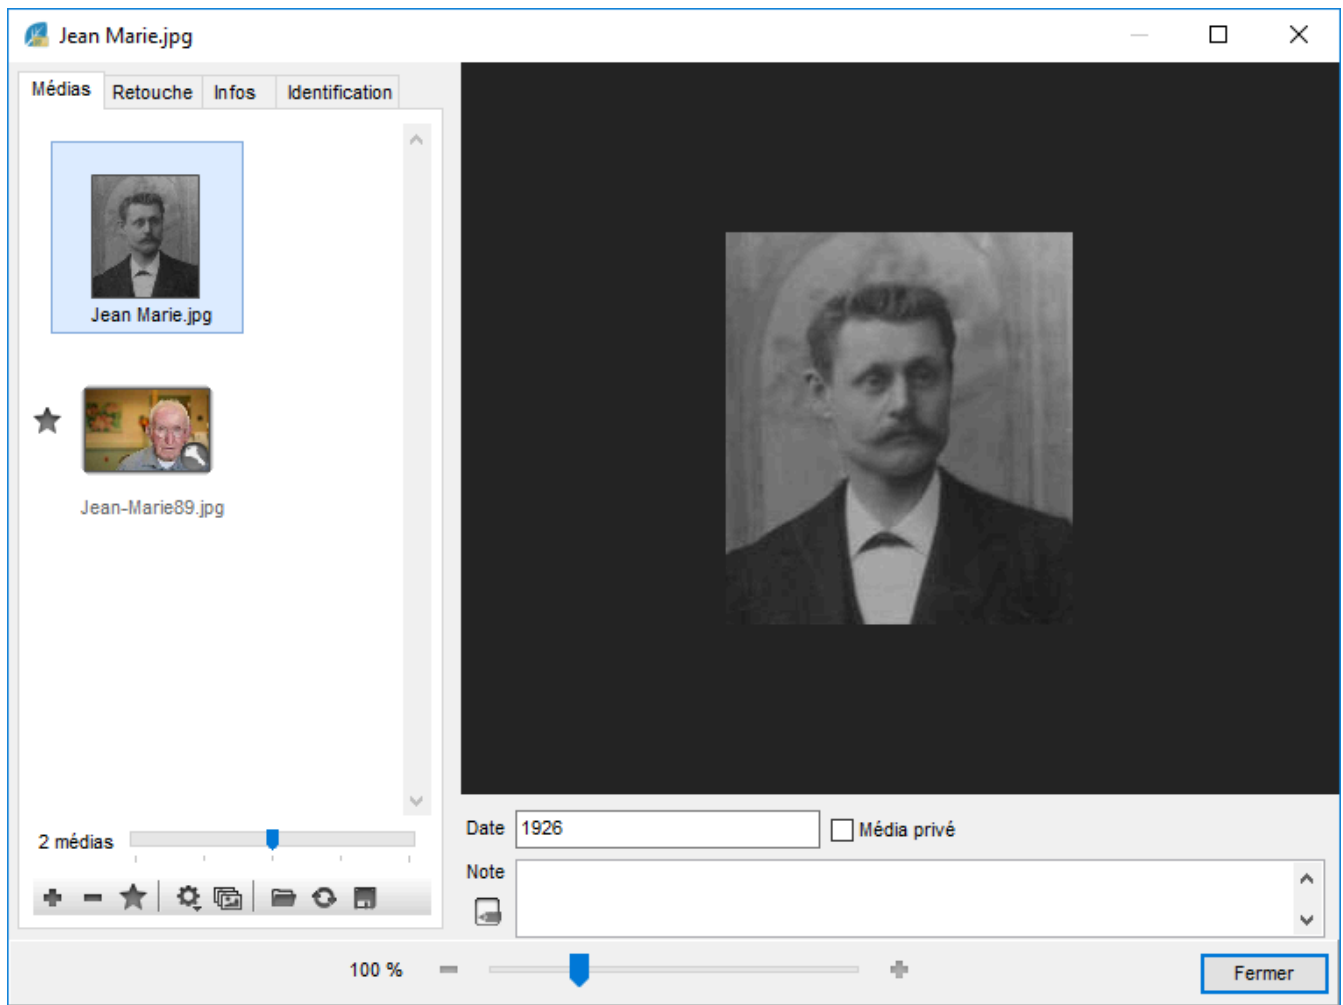 Jean Marie.jpg
Médias Retouche Infos Identification
Jean Marie.jpg
Jean-Marie89.jpg
2 médias
Date 1926 Média privé
Note
100 %
Fermer